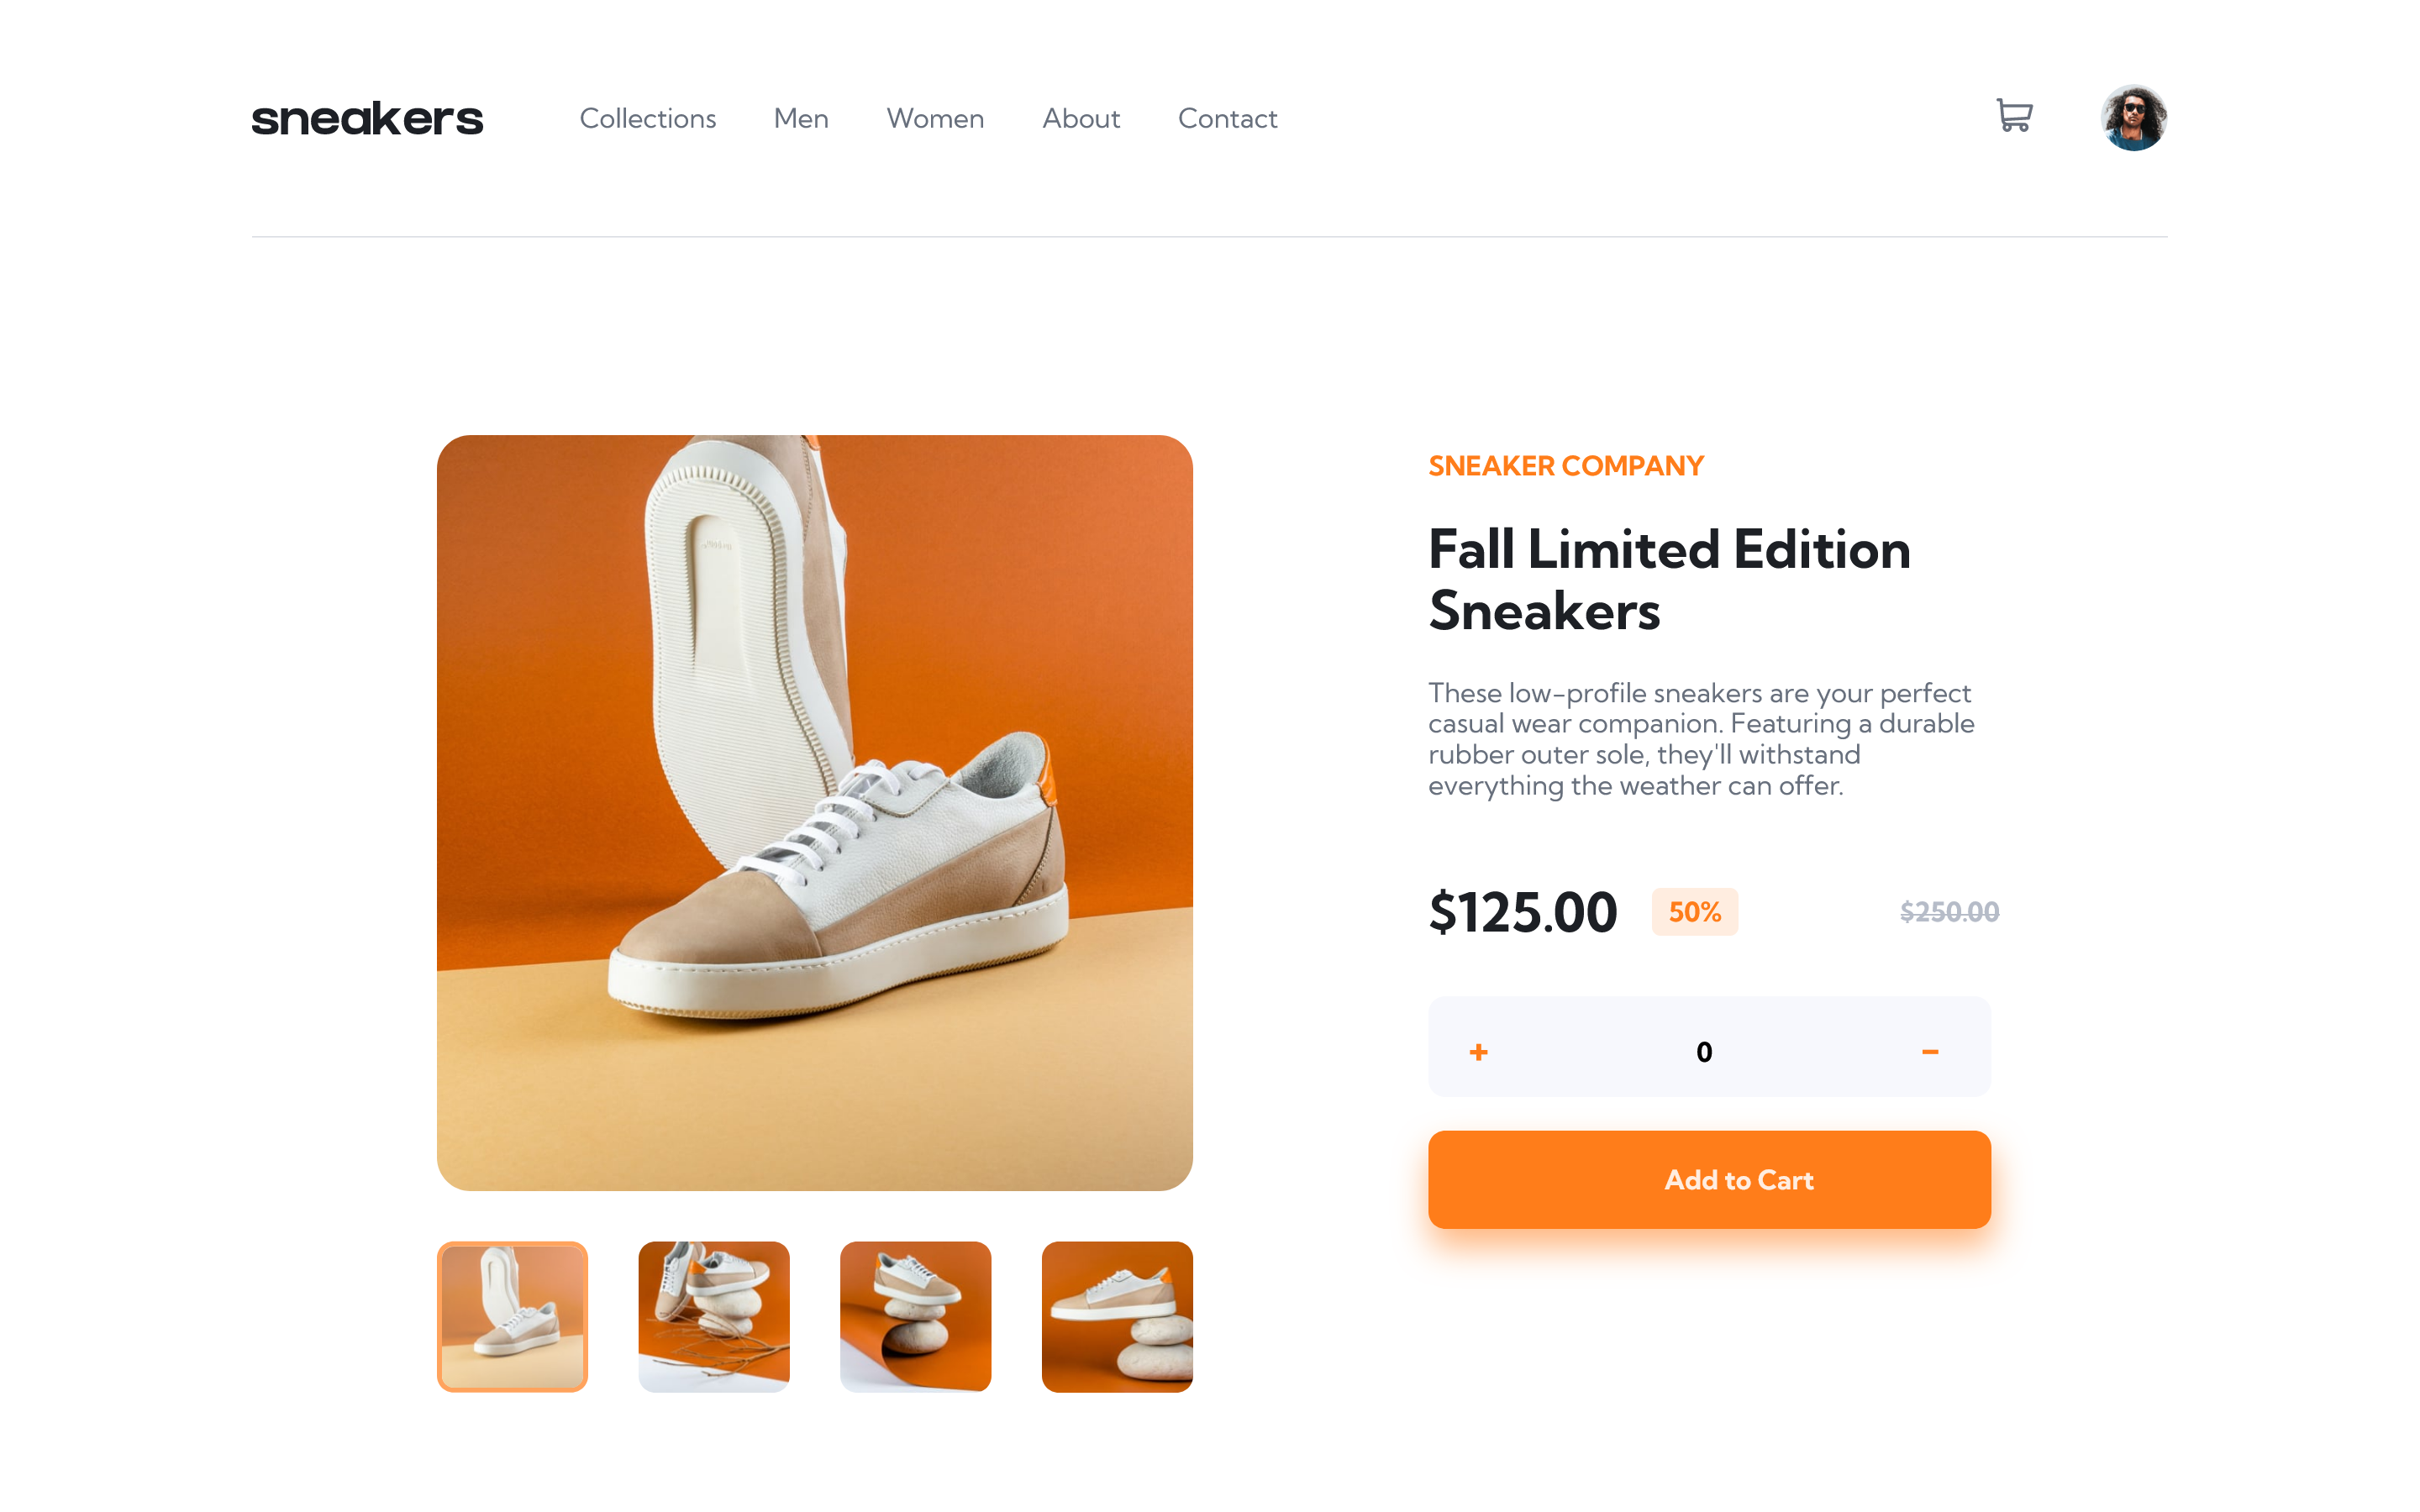 sneakers
Collections Men Women About Contact
SNEAKER COMPANY
Fall Limited Edition
Sneakers
These low-profile sneakers are your perfect
casual wear companion. Featuring a durable
rubber outer sole, they'll withstand
everything the weather can offer.
$125.00 50% $250.00
+ 0 −
Add to Cart